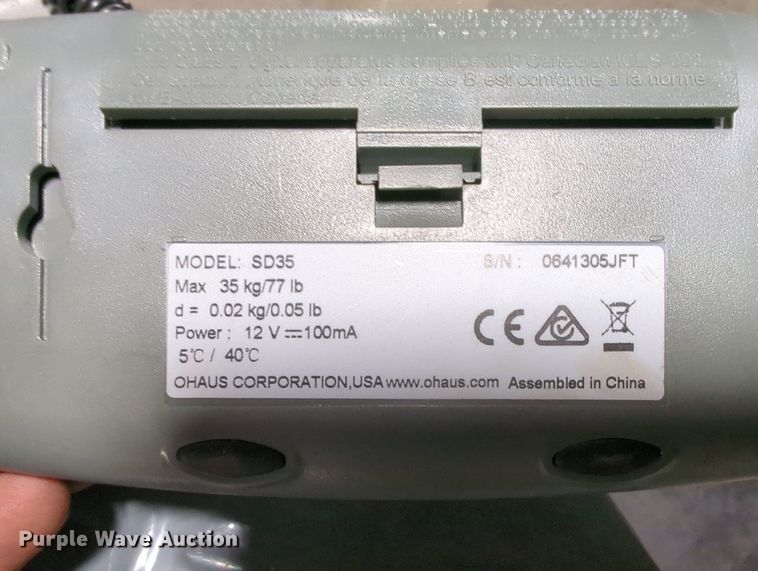 This Class B digital apparatus complies with Canadian ICES-003.
Cet appareil numérique de la classe B est conforme à la norme
Canada.
MODEL: SD35 S/N : 0641305JFT
Max 35 kg/77 lb
d = 0.02 kg/0.05 lb
Power : 12 V⎓100mA
5℃ / 40℃
CE
OHAUS CORPORATION,USA www.ohaus.com Assembled in China
Purple Wave Auction